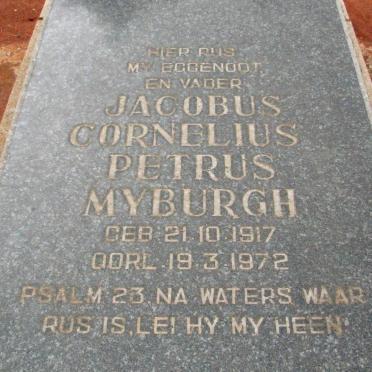 HIER RUS
MY EGGENOOT
EN VADER
JACOBUS
CORNELIUS
PETRUS
MYBURGH
GEB 21.10.1917
OORL.19.3.1972
PSALM 23 NA WATERS WAAR
RUS IS, LEI HY MY HEEN